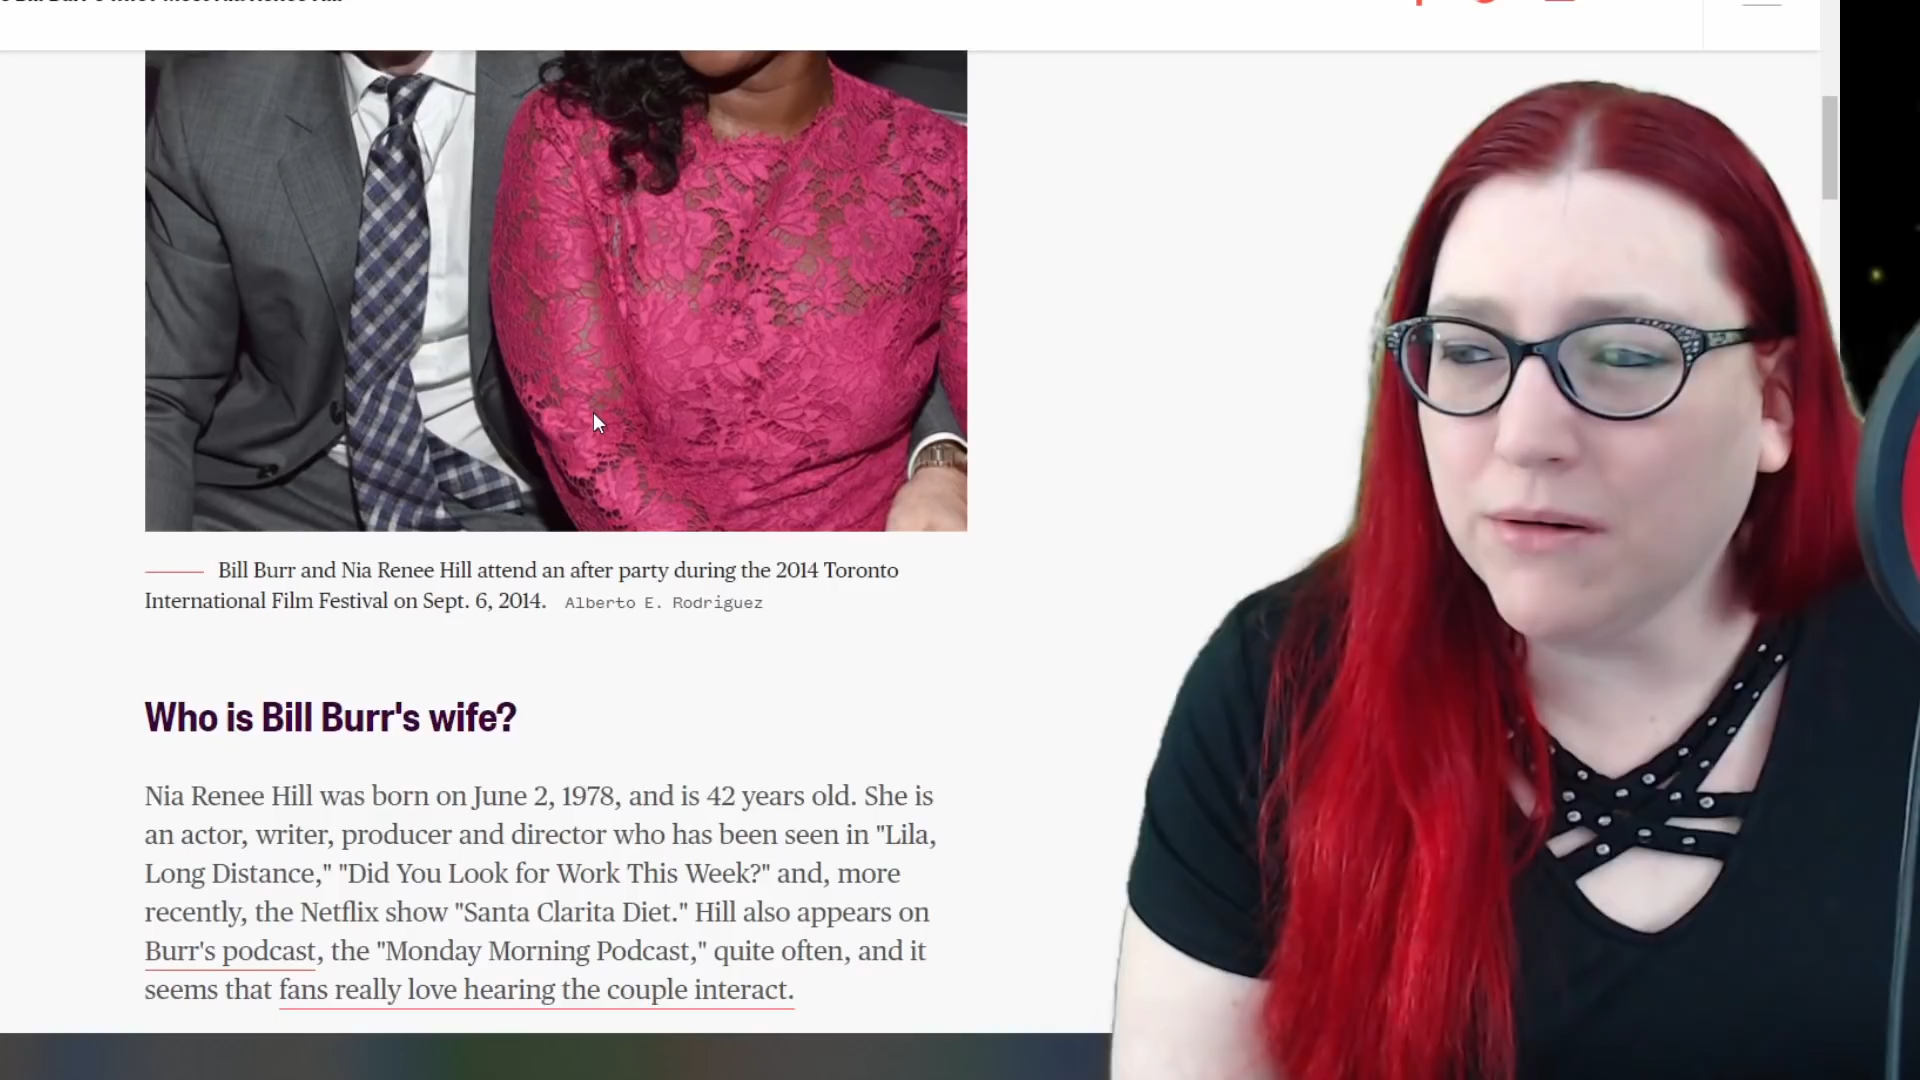 Bill Burr and Nia Renee Hill attend an after party during the 2014 Toronto
International Film Festival on Sept. 6, 2014. Alberto E. Rodriguez
Who is Bill Burr's wife?
Nia Renee Hill was born on June 2, 1978, and is 42 years old. She is
an actor, writer, producer and director who has been seen in "Lila,
Long Distance," "Did You Look for Work This Week?" and, more
recently, the Netflix show "Santa Clarita Diet." Hill also appears on
Burr's podcast, the "Monday Morning Podcast," quite often, and it
seems that fans really love hearing the couple interact.